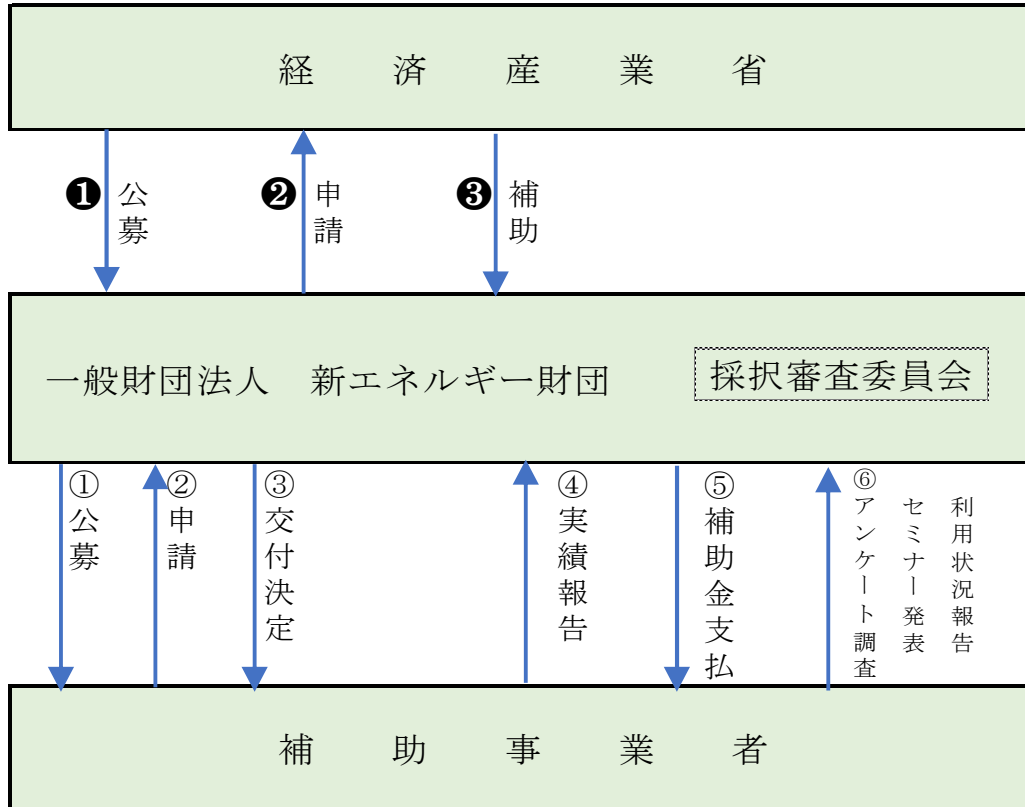 経済産業省
❶公募
❷申請
❸補助
一般財団法人　新エネルギー財団
採択審査委員会
①公募
②申請
③交付決定
④実績報告
⑤補助金支払
⑥アンケート調査
セミナー発表
利用状況報告
補助事業者